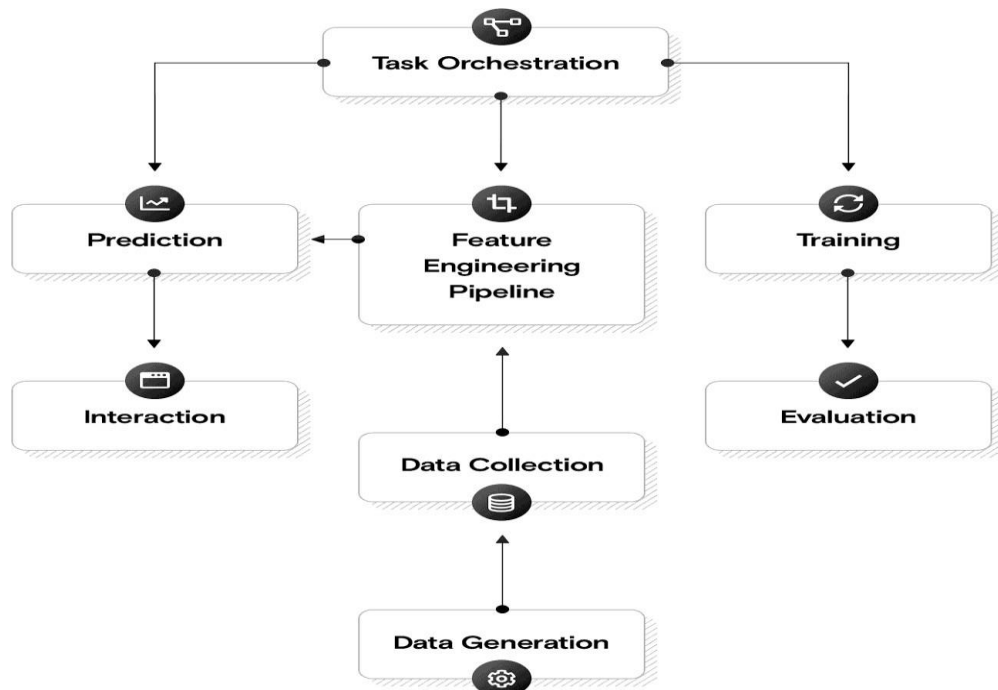 Task Orchestration
Prediction
Feature
Engineering
Pipeline
Training
Interaction
Evaluation
Data Collection
Data Generation